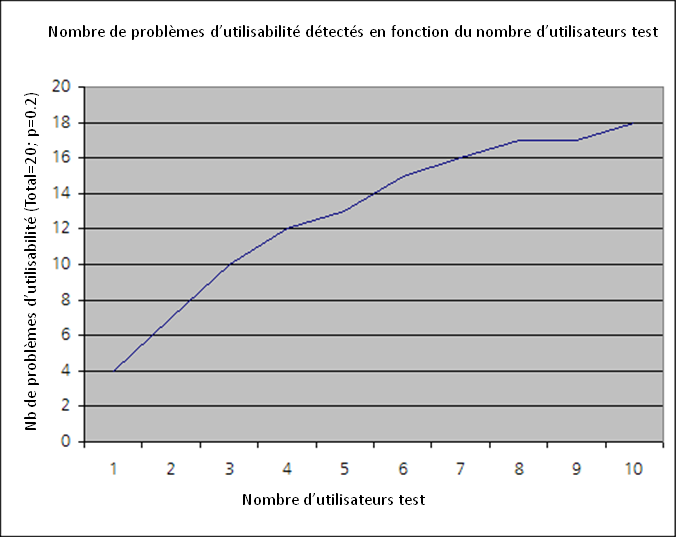 Nombre de problèmes d'utilisabilité détectés en fonction du nombre d'utilisateurs test
Nb de problèmes d'utilisabilité (Total=20; p=0.2)
20
18
16
14
12
10
8
6
4
2
0
1 2 3 4 5 6 7 8 9 10
Nombre d'utilisateurs test